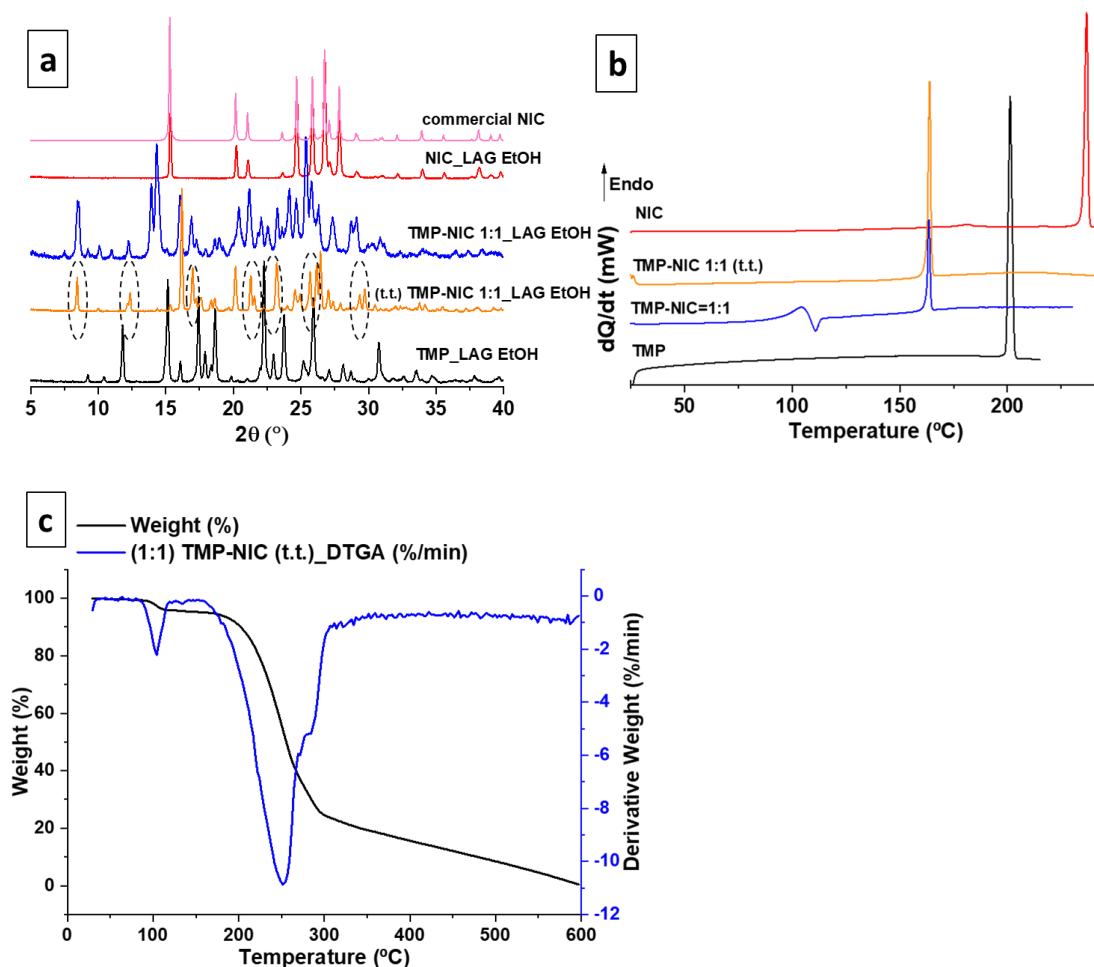 a
commercial NIC
NIC_LAG EtOH
TMP-NIC 1:1_LAG EtOH
(t.t.) TMP-NIC 1:1_LAG EtOH
TMP_LAG EtOH
5 10 15 20 25 30 35 40
2θ (°)
b
Endo
NIC
TMP-NIC 1:1 (t.t.)
TMP-NIC=1:1
TMP
dQ/dt (mW)
50 100 150 200
Temperature (ºC)
c
Weight (%)
(1:1) TMP-NIC (t.t.)_DTGA (%/min)
100
80
60
40
20
0
Weight (%)
0
-2
-4
-6
-8
-10
-12
Derivative Weight (%/min)
0 100 200 300 400 500 600
Temperature (ºC)